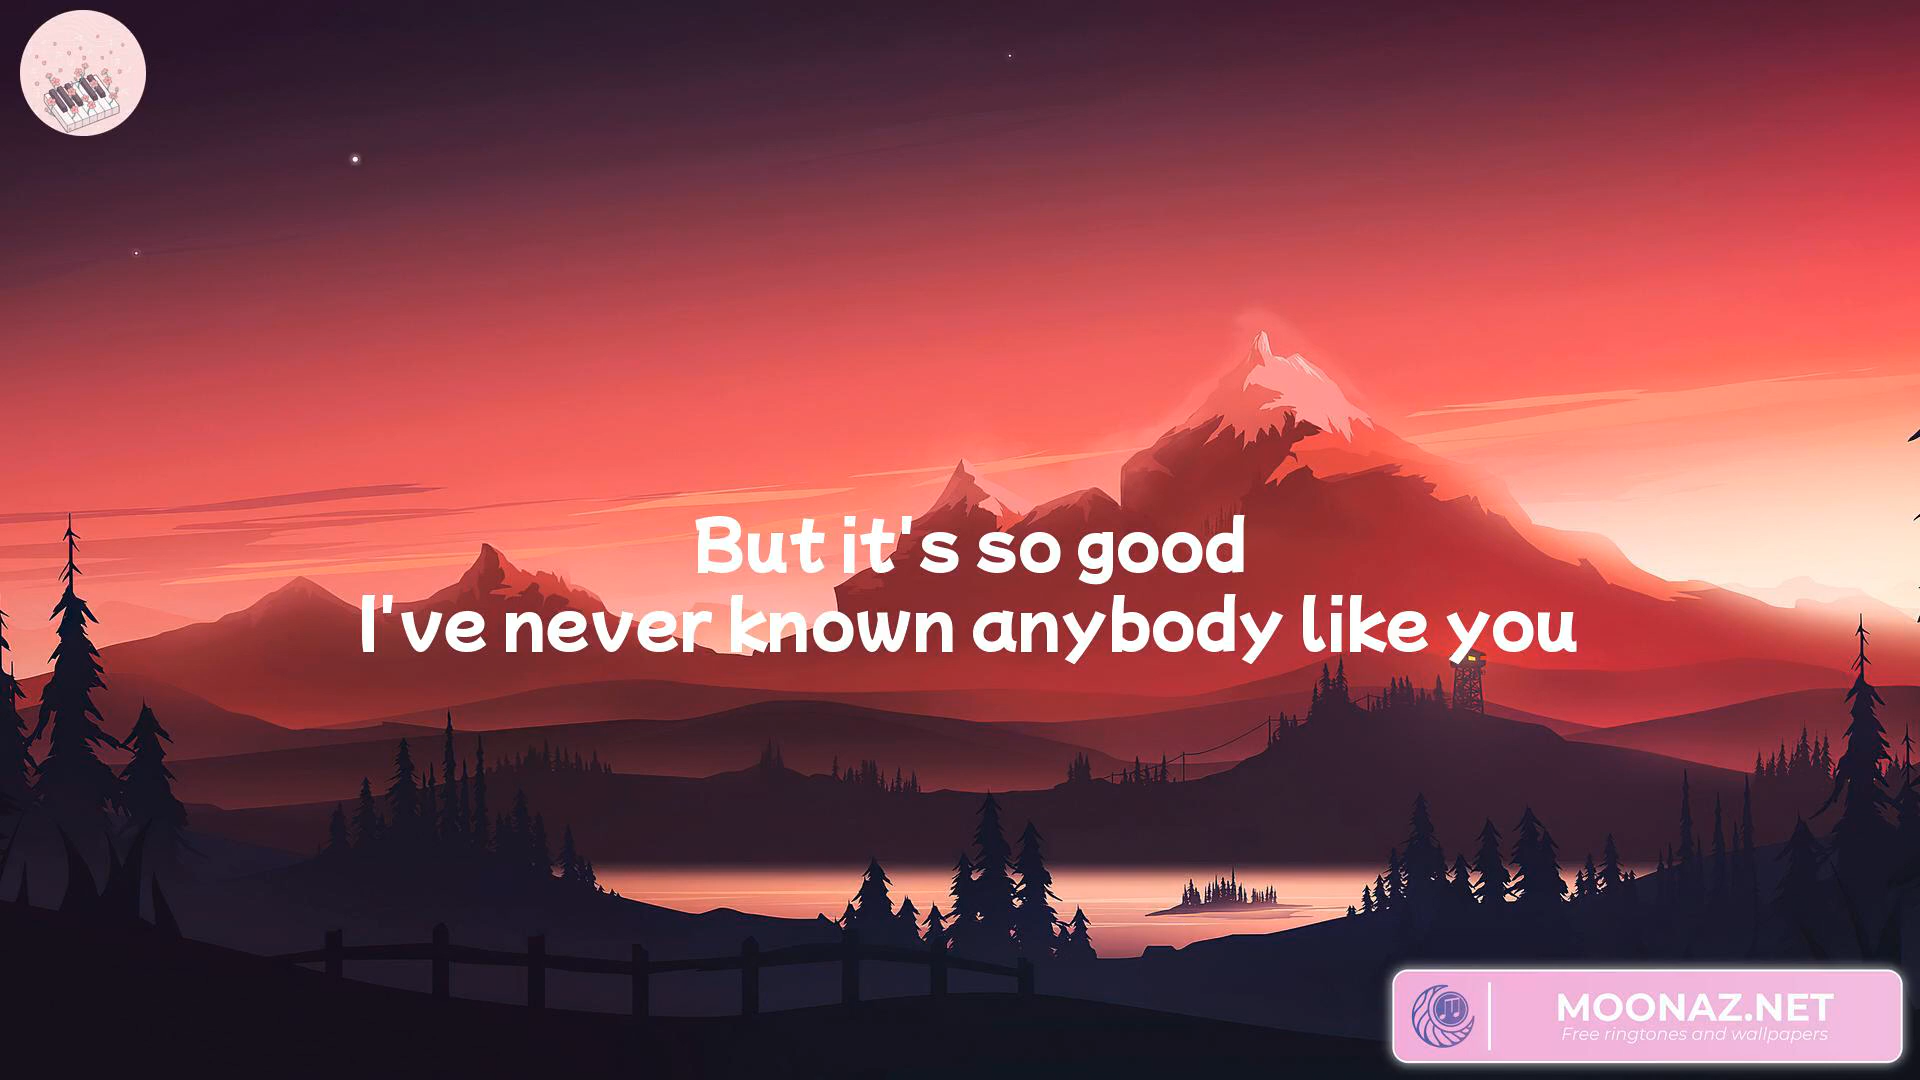 But it's so good
I've never known anybody like you
MOONAZ.NET
Free ringtones and wallpapers